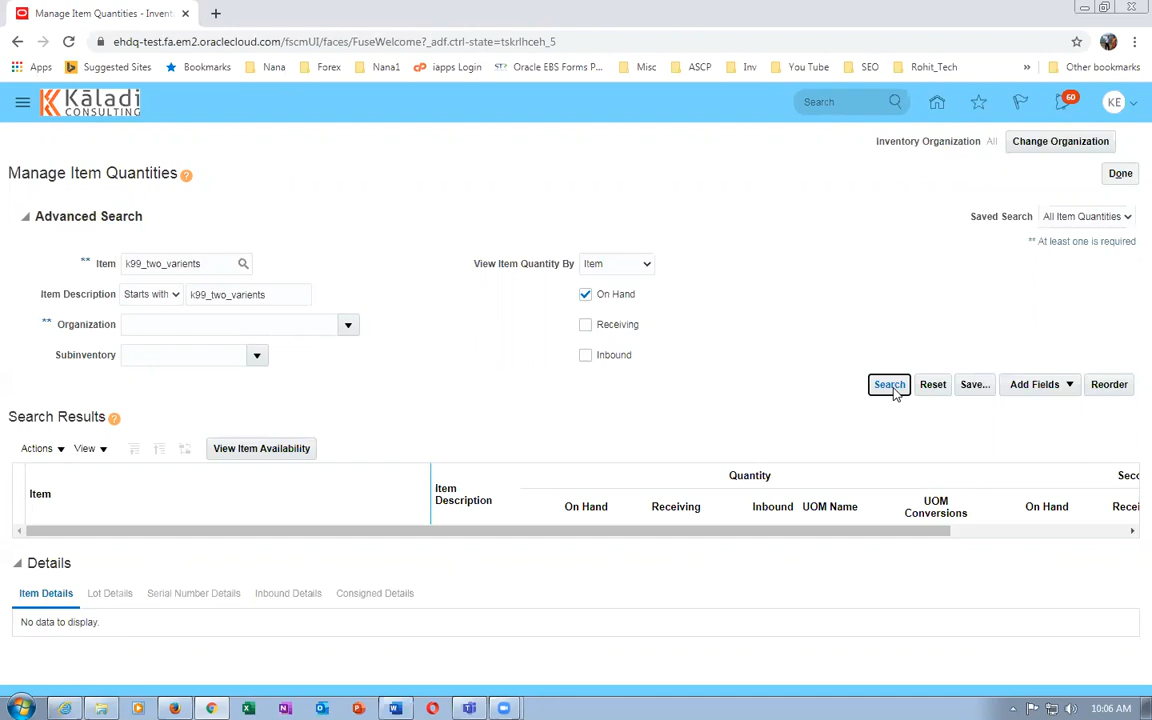 Manage Item Quantities - Invent
ehdq-test.fa.em2.oraclecloud.com/fscmUI/faces/FuseWelcome?_adf.ctrl-state=tskrlhceh_5
Apps Suggested Sites Bookmarks Nana Forex Nana1 iapps Login Oracle EBS Forms P... Misc ASCP Inv You Tube SEO Rohit_Tech » Other bookmarks
Kāladi
CONSULTING
Search
60
KE
Inventory Organization All Change Organization
Manage Item Quantities
Done
Advanced Search
Saved Search All Item Quantities
** At least one is required
** Item k99_two_varients
View Item Quantity By Item
Item Description Starts with k99_two_varients
On Hand
** Organization
Receiving
Subinventory
Inbound
Search Reset Save... Add Fields Reorder
Search Results
Actions View View Item Availability
Quantity
Seco
Item
Item Description
On Hand Receiving Inbound UOM Name UOM Conversions On Hand Recei
Details
Item Details Lot Details Serial Number Details Inbound Details Consigned Details
No data to display.
10:06 AM